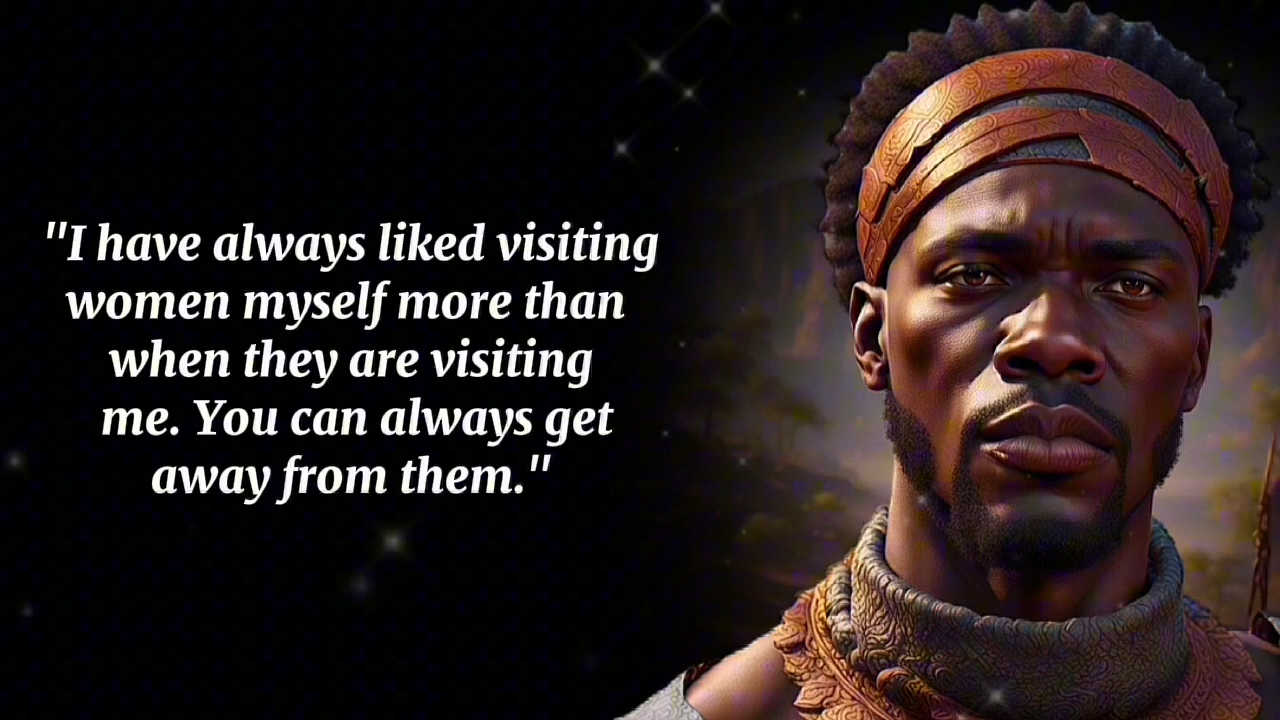 "I have always liked visiting
women myself more than
when they are visiting
me. You can always get
away from them."